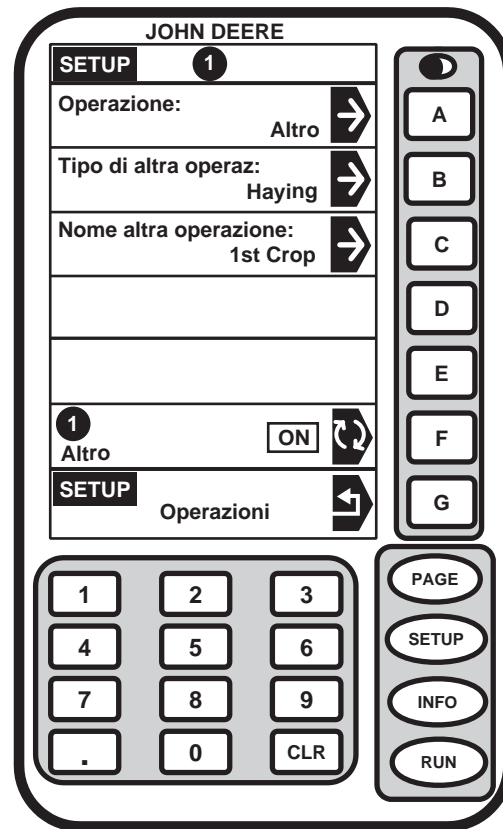 JOHN DEERE
SETUP 1
Operazione:
Altro
Tipo di altra operaz:
Haying
Nome altra operazione:
1st Crop
1
Altro
ON
SETUP
Operazioni
A
B
C
D
E
F
G
1 2 3
4 5 6
7 8 9
. 0 CLR
PAGE
SETUP
INFO
RUN